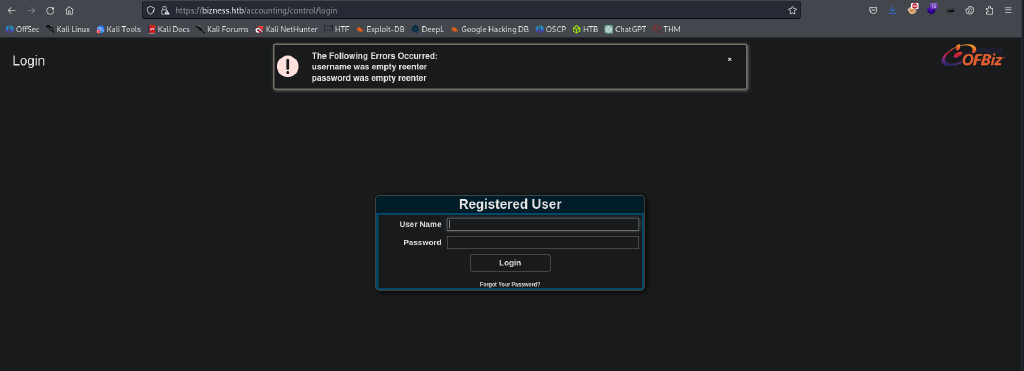 https://bizness.htb/accounting/control/login
OffSec Kali Linux Kali Tools Kali Docs Kali Forums Kali NetHunter HTF Exploit-DB DeepL Google Hacking DB OSCP HTB ChatGPT THM
Login
The Following Errors Occurred:
username was empty reenter
password was empty reenter
×
OFBiz
Registered User
User Name
Password
Login
Forgot Your Password?